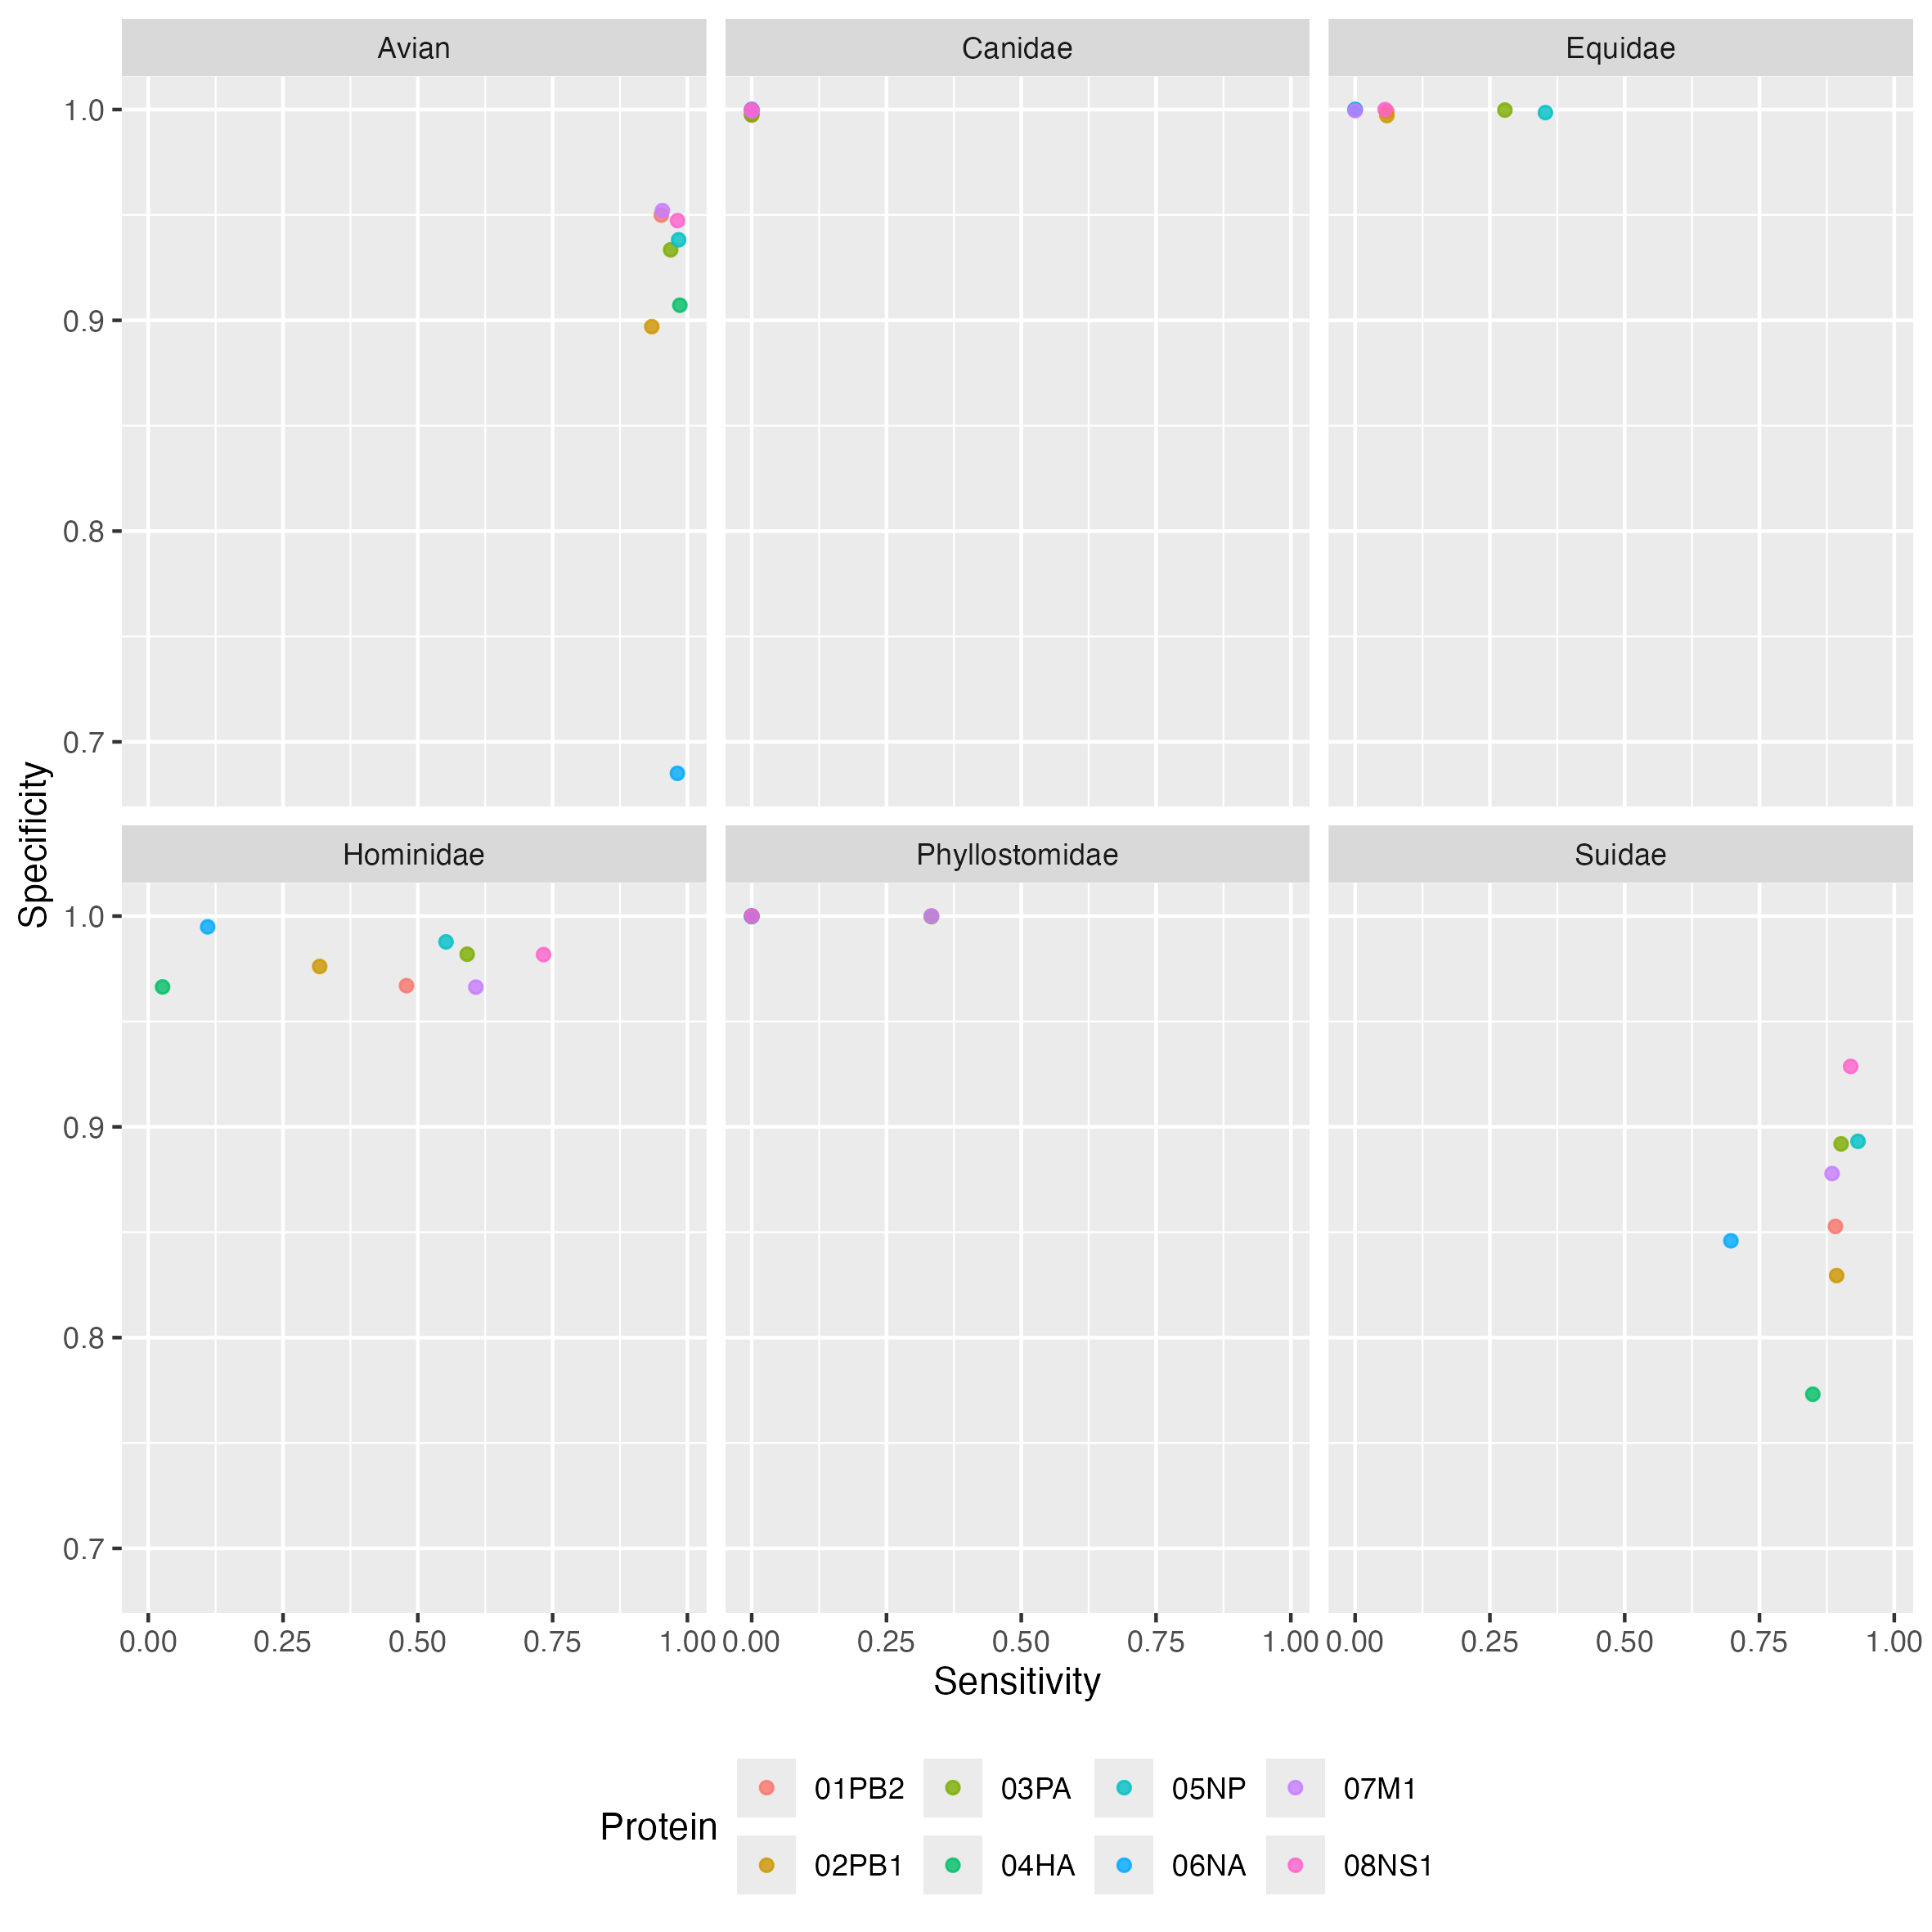 Avian Canidae Equidae
1.0
0.9
0.8
0.7
Specificity
Hominidae Phyllostomidae Suidae
1.0
0.9
0.8
0.7
0.00 0.25 0.50 0.75 1.00 0.00 0.25 0.50 0.75 1.00 0.00 0.25 0.50 0.75 1.00
Sensitivity
Protein
01PB2 03PA 05NP 07M1
02PB1 04HA 06NA 08NS1